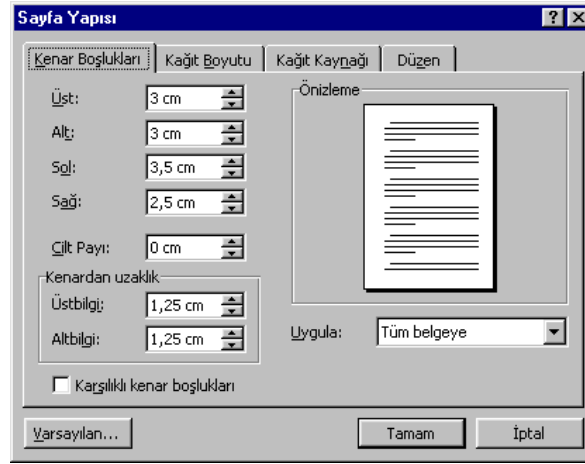 Sayfa Yapısı
Kenar Boşlukları Kağıt Boyutu Kağıt Kaynağı Düzen
Üst: 3 cm
Alt: 3 cm
Sol: 3,5 cm
Sağ: 2,5 cm
Cilt Payı: 0 cm
Kenardan uzaklık
Üstbilgi: 1,25 cm
Altbilgi: 1,25 cm
Karşılıklı kenar boşlukları
Önizleme
Uygula: Tüm belgeye
Varsayılan... Tamam İptal